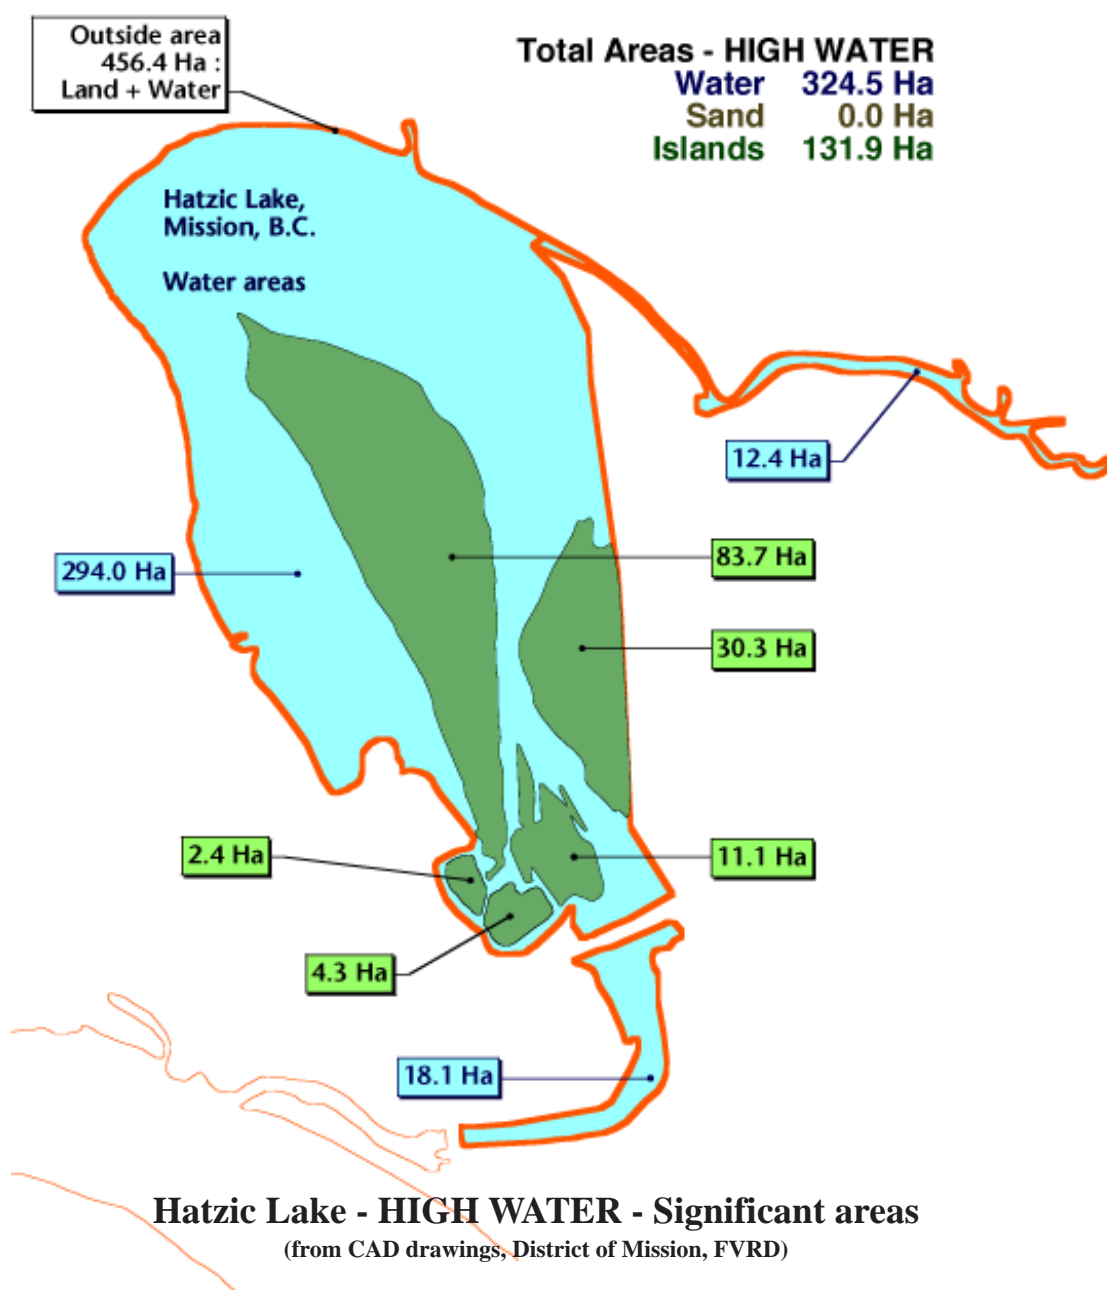 Outside area
456.4 Ha :
Land + Water
Total Areas - HIGH WATER
Water 324.5 Ha
Sand 0.0 Ha
Islands 131.9 Ha
Hatzic Lake,
Mission, B.C.
Water areas
12.4 Ha
83.7 Ha
294.0 Ha
30.3 Ha
2.4 Ha
11.1 Ha
4.3 Ha
18.1 Ha
Hatzic Lake - HIGH WATER - Significant areas
(from CAD drawings, District of Mission, FVRD)